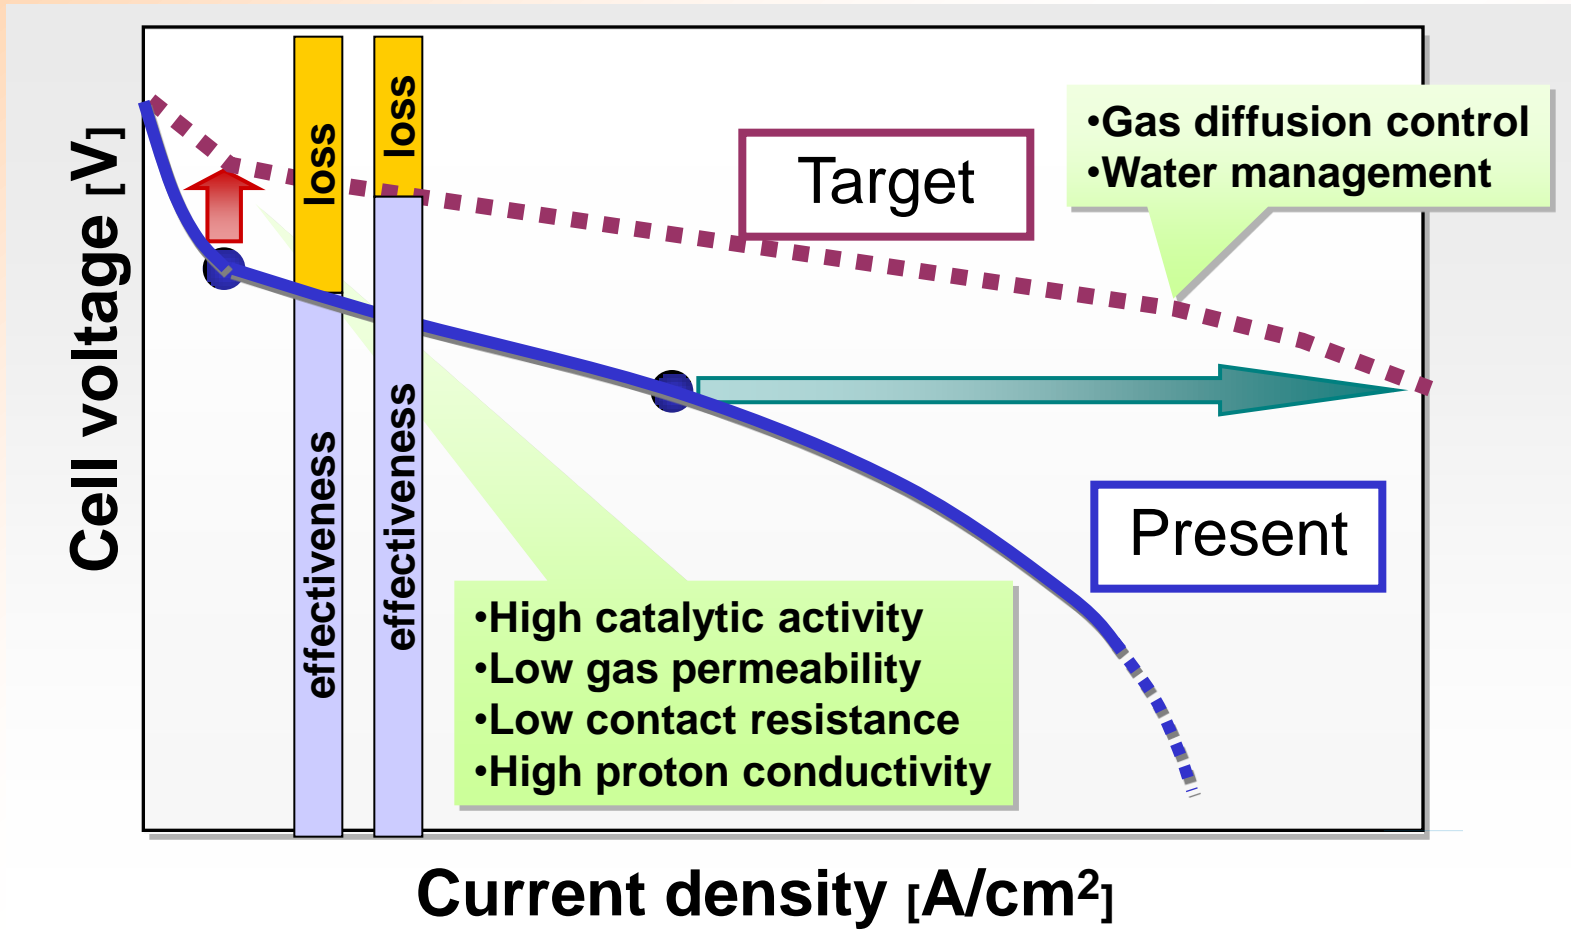 loss
loss
•Gas diffusion control
•Water management
Target
Cell voltage [V]
effectiveness
effectiveness
Present
•High catalytic activity
•Low gas permeability
•Low contact resistance
•High proton conductivity
Current density [A/cm2]